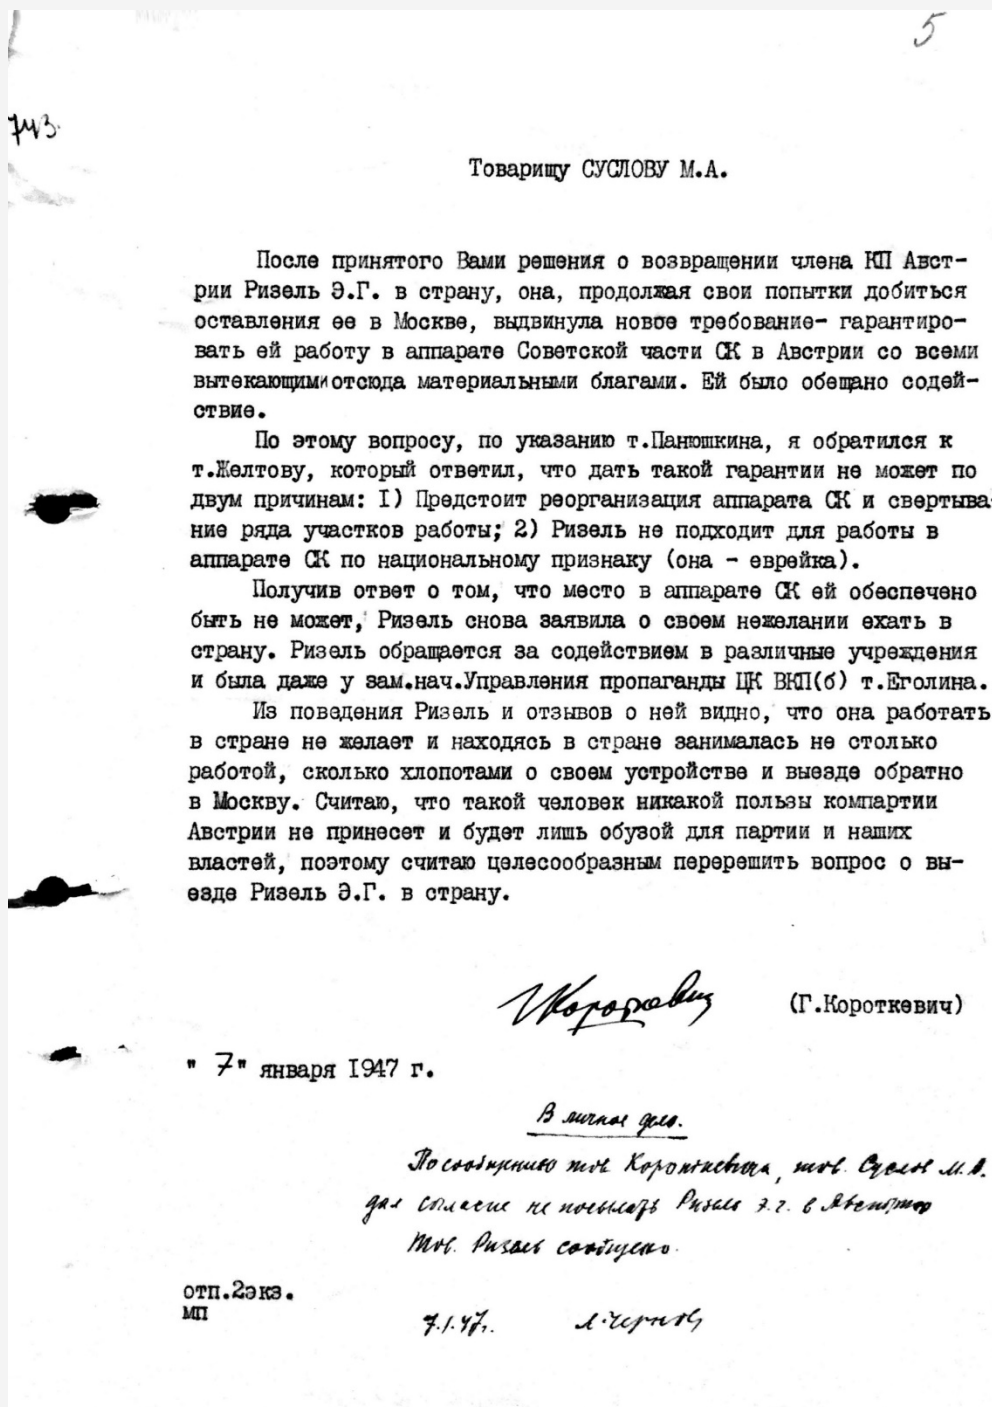 5
743.
Товарищу СУСЛОВУ М.А.
После принятого Вами решения о возвращении члена КП Авст-
рии Ризель Э.Г. в страну, она, продолжая свои попытки добиться
оставления ее в Москве, выдвинула новое требование- гарантиро-
вать ей работу в аппарате Советской части СК в Австрии со всеми
вытекающими отсюда материальными благами. Ей было обещано содей-
ствие.
По этому вопросу, по указанию т.Панюшкина, я обратился к
т.Желтову, который ответил, что дать такой гарантии не может по
двум причинам: I) Предстоит реорганизация аппарата СК и свертыва-
ние ряда участков работы; 2) Ризель не подходит для работы в
аппарате СК по национальному признаку (она - еврейка).
Получив ответ о том, что место в аппарате СК ей обеспечено
быть не может, Ризель снова заявила о своем нежелании ехать в
страну. Ризель обращается за содействием в различные учреждения
и была даже у зам.нач.Управления пропаганды ЦК ВКП(б) т.Еголина.
Из поведения Ризель и отзывов о ней видно, что она работать
в стране не желает и находясь в стране занималась не столько
работой, сколько хлопотами о своем устройстве и выезде обратно
в Москву. Считаю, что такой человек никакой пользы компартии
Австрии не принесет и будет лишь обузой для партии и наших
властей, поэтому считаю целесообразным перерешить вопрос о вы-
езде Ризель Э.Г. в страну.
Короткевич (Г.Короткевич)
" 7" января I947 г.
В личное дело.
По сообщению тов. Короткевича, тов. Суслов М.А.
дал согласие не посылать Ризель Э.Г. в Австрию
Тов. Ризель сообщено.
отп.2экз.
МП
7.1.47г. Л.Чернов